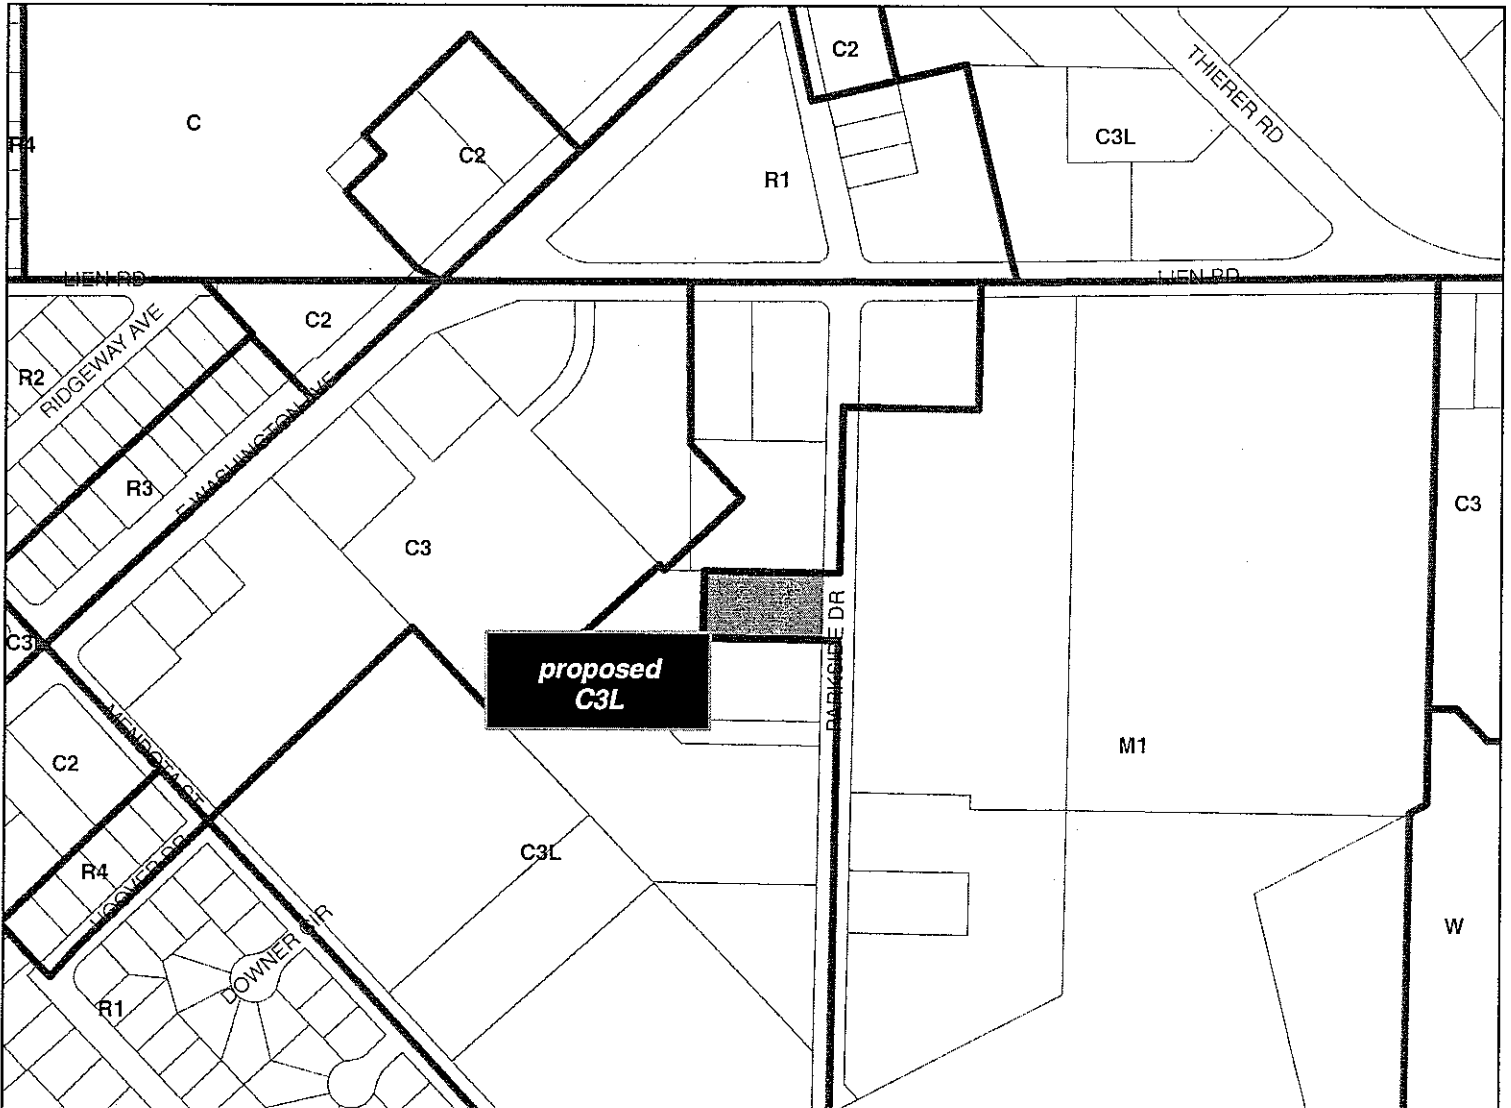 C2
THIERER RD
C
R4
C3L
C2
R1
LIEN RD
LIEN RD
C2
RIDGEWAY AVE
R2
E WASHINGTON AVE
R3
C3
C3
PARKSIDE DR
proposed
C3L
MENDOTA ST
M1
C2
C3L
R4
HOOVER DR
W
DOWNER CIR
R1